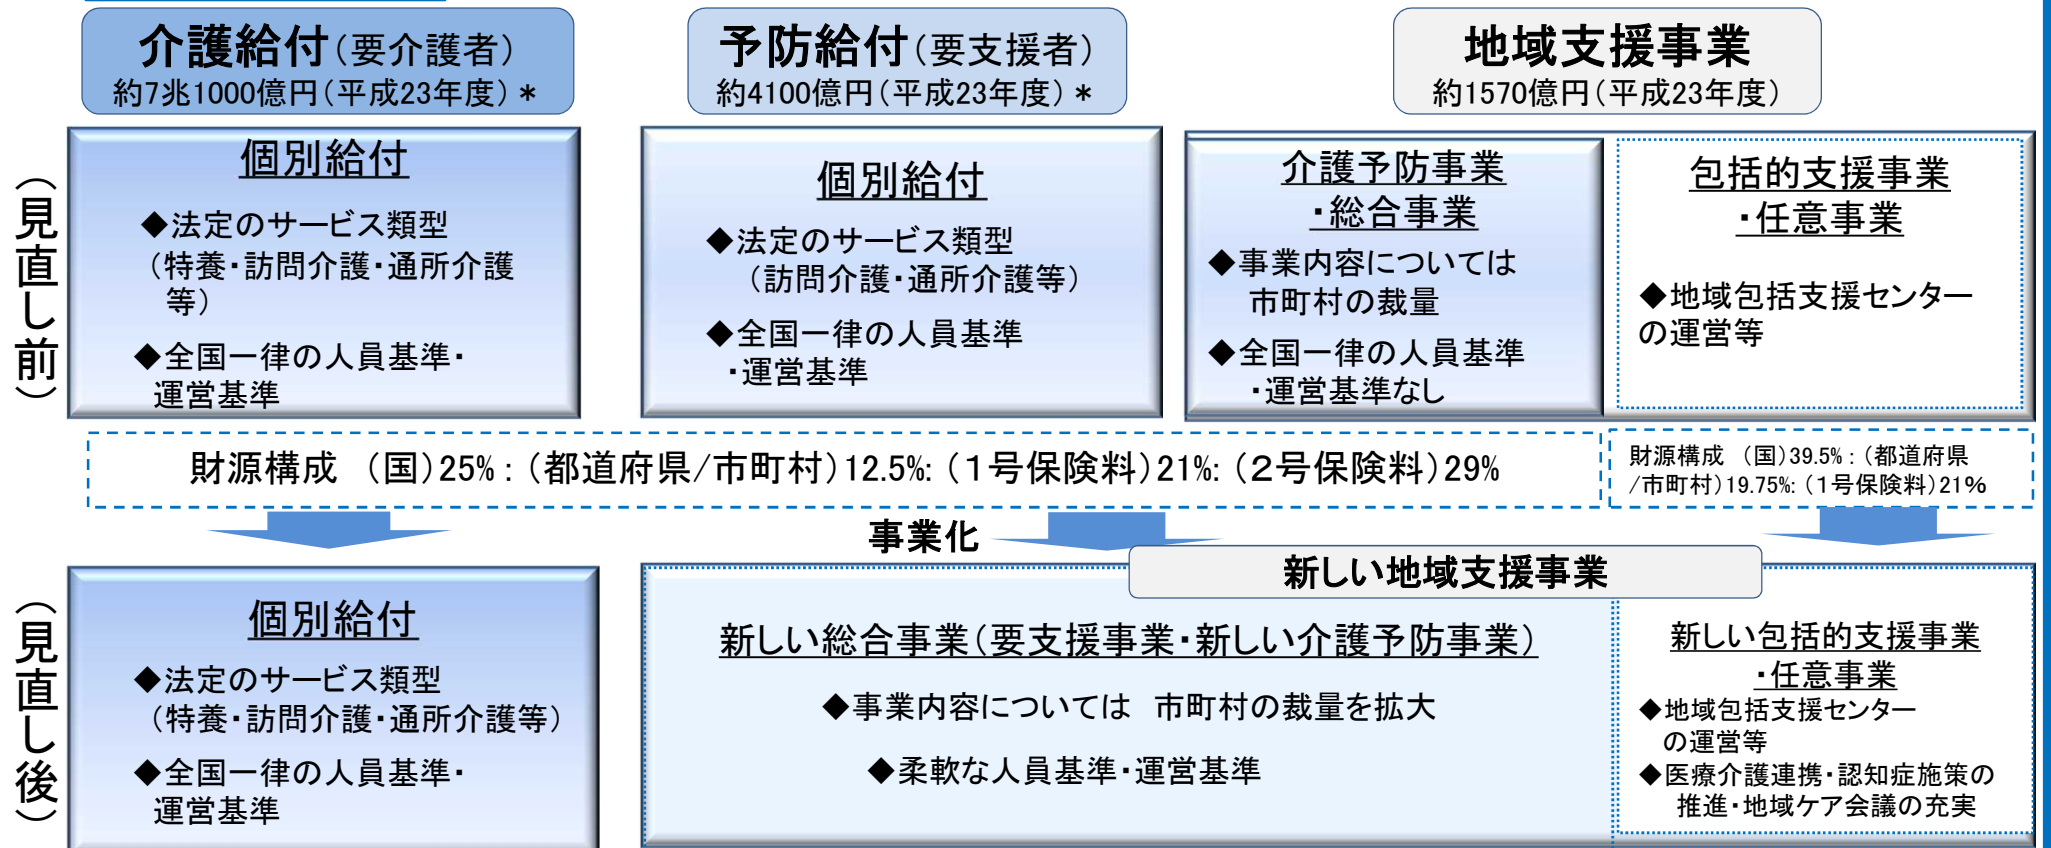 介護給付(要介護者)
約7兆1000億円(平成23年度)*
予防給付(要支援者)
約4100億円(平成23年度)*
地域支援事業
約1570億円(平成23年度)
(見直し前)
個別給付
◆法定のサービス類型
(特養・訪問介護・通所介護
等)
◆全国一律の人員基準・
運営基準
個別給付
◆法定のサービス類型
(訪問介護・通所介護等)
◆全国一律の人員基準
・運営基準
介護予防事業
・総合事業
◆事業内容については
市町村の裁量
◆全国一律の人員基準
・運営基準なし
包括的支援事業
・任意事業
◆地域包括支援センター
の運営等
財源構成 (国)25% : (都道府県/市町村)12.5%: (1号保険料)21%: (2号保険料)29%
財源構成 (国)39.5% : (都道府県
/市町村)19.75%: (1号保険料)21%
事業化
新しい地域支援事業
(見直し後)
個別給付
◆法定のサービス類型
(特養・訪問介護・通所介護等)
◆全国一律の人員基準・
運営基準
新しい総合事業(要支援事業・新しい介護予防事業)
◆事業内容については 市町村の裁量を拡大
◆柔軟な人員基準・運営基準
新しい包括的支援事業
・任意事業
◆地域包括支援センター
の運営等
◆医療介護連携・認知症施策の
推進・地域ケア会議の充実